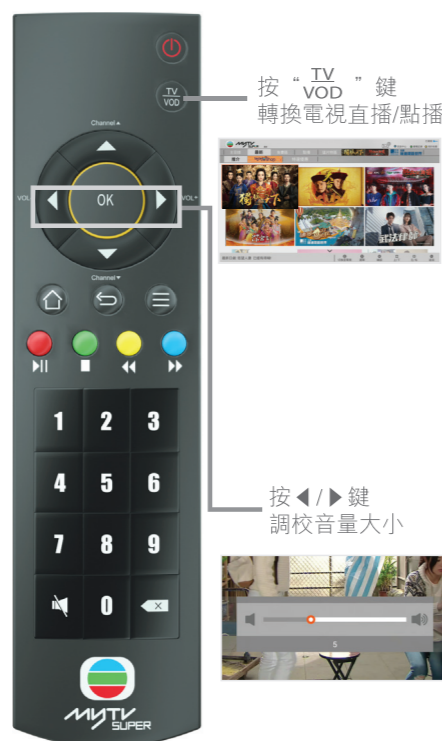 TV
VOD
按“ TV
VOD ”鍵
轉換電視直播/點播
Channel▲
VOL-
OK
VOL+
Channel▼
1 2 3
4 5 6
7 8 9
0
按◀/▶鍵
調校音量大小
5
myTV
SUPER